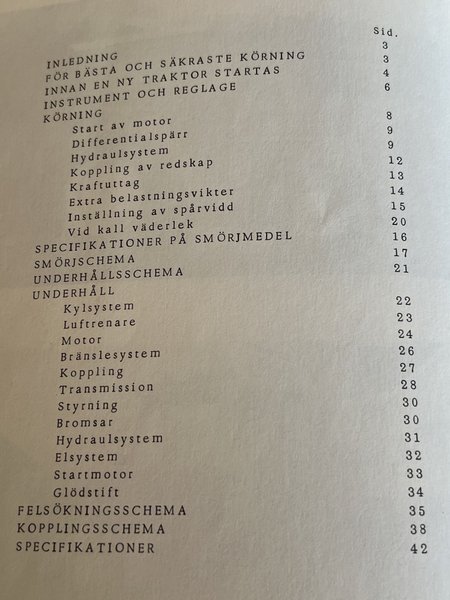 Sid.
INLEDNING 3
FÖR BÄSTA OCH SÄKRASTE KÖRNING 3
INNAN EN NY TRAKTOR STARTAS 4
INSTRUMENT OCH REGLAGE 6
KÖRNING
Start av motor 8
Differentialspärr 9
Hydraulsystem 9
Koppling av redskap 12
Kraftuttag 13
Extra belastningsvikter 14
Inställning av spårvidd 15
Vid kall väderlek 20
SPECIFIKATIONER PÅ SMÖRJMEDEL 16
SMÖRJSCHEMA 17
UNDERHÅLLSSCHEMA 21
UNDERHÅLL
Kylsystem 22
Luftrenare 23
Motor 24
Bränslesystem 26
Koppling 27
Transmission 28
Styrning 30
Bromsar 30
Hydraulsystem 31
Elsystem 32
Startmotor 33
Glödstift 34
FELSÖKNINGSSCHEMA 35
KOPPLINGSSCHEMA 38
SPECIFIKATIONER 42